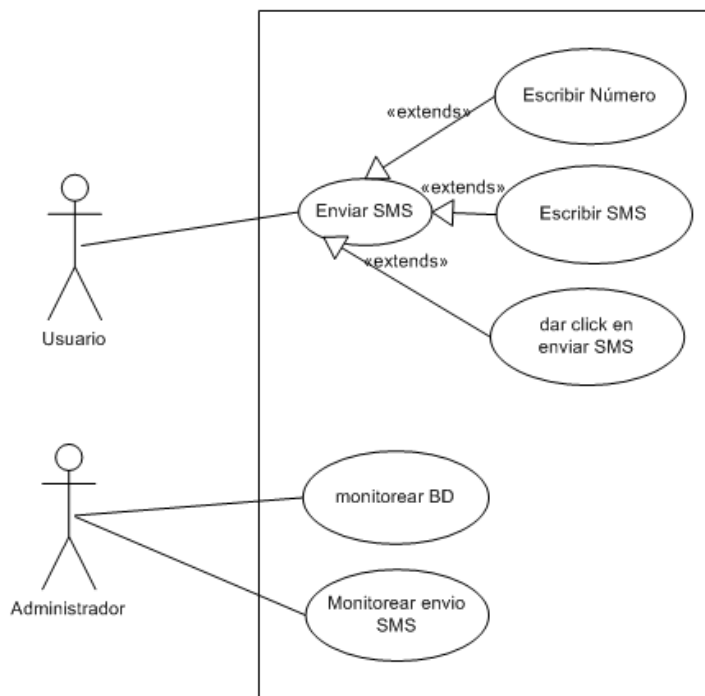 Escribir Número
«extends»
Enviar SMS
«extends»
Escribir SMS
«extends»
dar click en
enviar SMS
Usuario
monitorear BD
Administrador
Monitorear envio
SMS